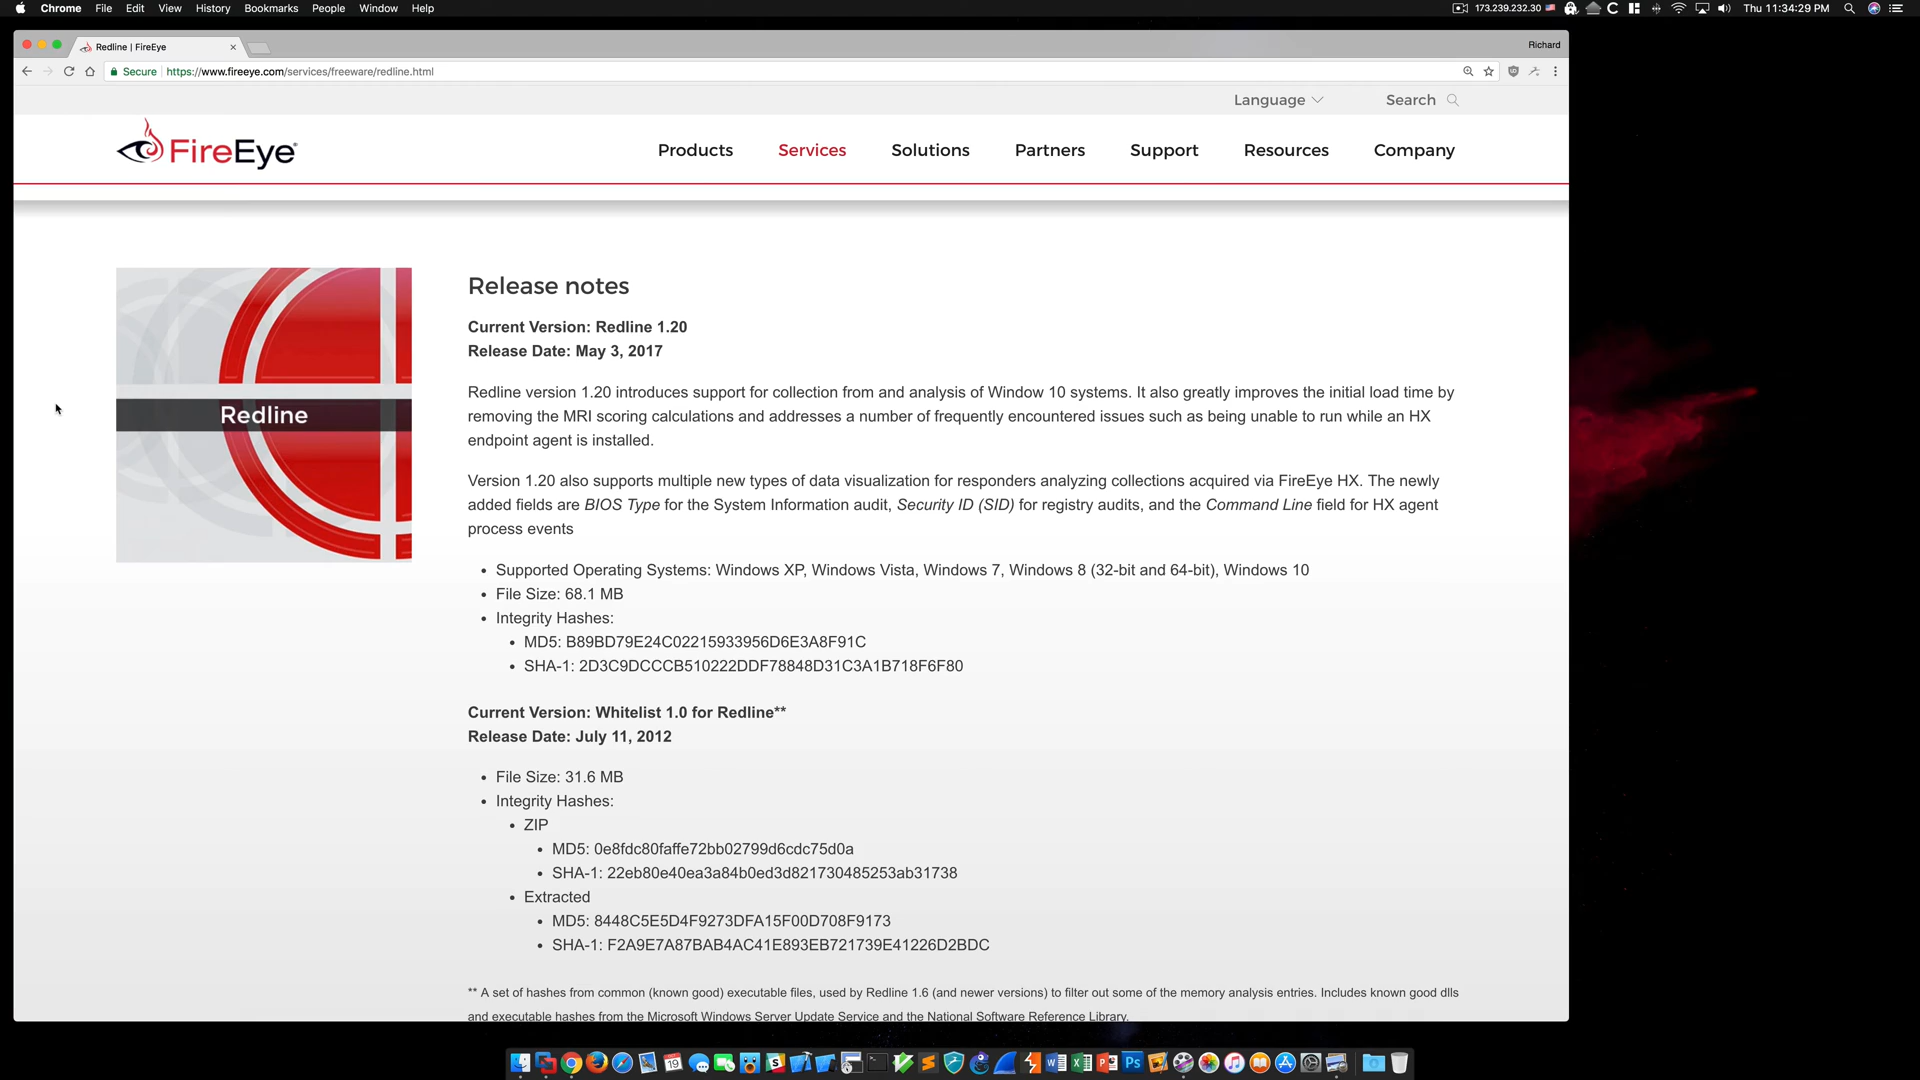 Chrome File Edit View History Bookmarks People Window Help
173.239.232.30
Thu 11:34:29 PM
Redline | FireEye
Richard
Secure | https://www.fireeye.com/services/freeware/redline.html
Language
Search
FireEye
Products Services Solutions Partners Support Resources Company
Redline
Release notes
Current Version: Redline 1.20
Release Date: May 3, 2017
Redline version 1.20 introduces support for collection from and analysis of Window 10 systems. It also greatly improves the initial load time by
removing the MRI scoring calculations and addresses a number of frequently encountered issues such as being unable to run while an HX
endpoint agent is installed.
Version 1.20 also supports multiple new types of data visualization for responders analyzing collections acquired via FireEye HX. The newly
added fields are BIOS Type for the System Information audit, Security ID (SID) for registry audits, and the Command Line field for HX agent
process events
• Supported Operating Systems: Windows XP, Windows Vista, Windows 7, Windows 8 (32-bit and 64-bit), Windows 10
• File Size: 68.1 MB
• Integrity Hashes:
• MD5: B89BD79E24C02215933956D6E3A8F91C
• SHA-1: 2D3C9DCCCB510222DDF78848D31C3A1B718F6F80
Current Version: Whitelist 1.0 for Redline**
Release Date: July 11, 2012
• File Size: 31.6 MB
• Integrity Hashes:
• ZIP
• MD5: 0e8fdc80faffe72bb02799d6cdc75d0a
• SHA-1: 22eb80e40ea3a84b0ed3d821730485253ab31738
• Extracted
• MD5: 8448C5E5D4F9273DFA15F00D708F9173
• SHA-1: F2A9E7A87BAB4AC41E893EB721739E41226D2BDC
** A set of hashes from common (known good) executable files, used by Redline 1.6 (and newer versions) to filter out some of the memory analysis entries. Includes known good dlls
and executable hashes from the Microsoft Windows Server Update Service and the National Software Reference Library.
19
Ps